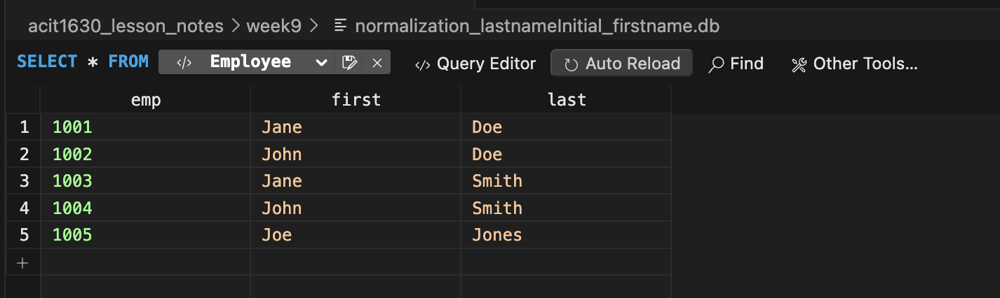 acit1630_lesson_notes > week9 > normalization_lastnameInitial_firstname.db
SELECT * FROM </> Employee Query Editor Auto Reload Find Other Tools...
emp first last
1 1001 Jane Doe
2 1002 John Doe
3 1003 Jane Smith
4 1004 John Smith
5 1005 Joe Jones
+